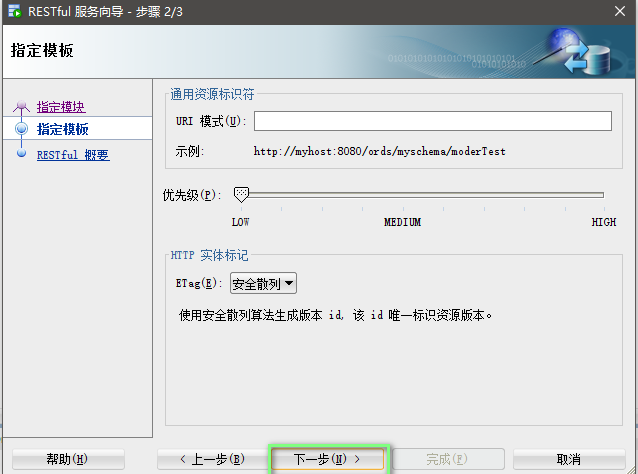 RESTful 服务向导 - 步骤 2/3
指定模板
指定模块
指定模板
RESTful 概要
通用资源标识符
URI 模式(U):
示例: http://myhost:8080/ords/myschema/moderTest
优先级(P):
LOW MEDIUM HIGH
HTTP 实体标记
ETag(E): 安全散列
使用安全散列算法生成版本 id, 该 id 唯一标识资源版本。
帮助(H) < 上一步(B) 下一步(N) > 完成(F) 取消